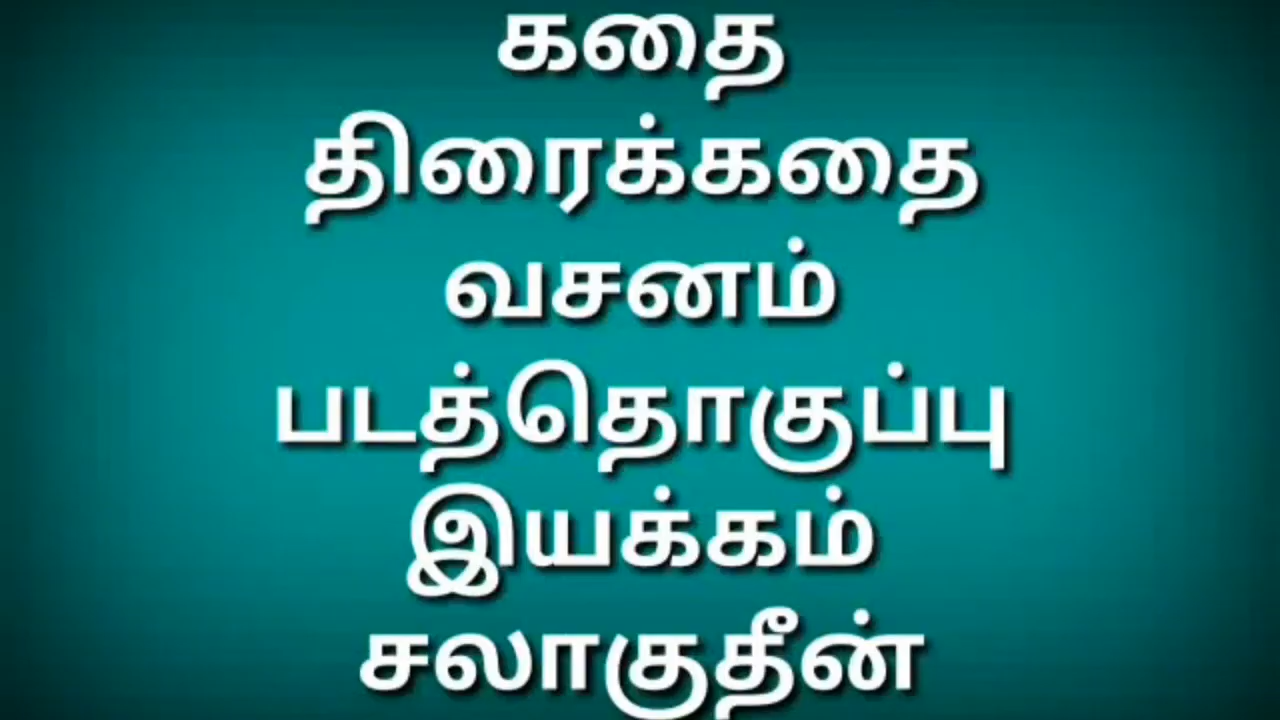 கதை
திரைக்கதை
வசனம்
படத்தொகுப்பு
இயக்கம்
சலாகுதீன்